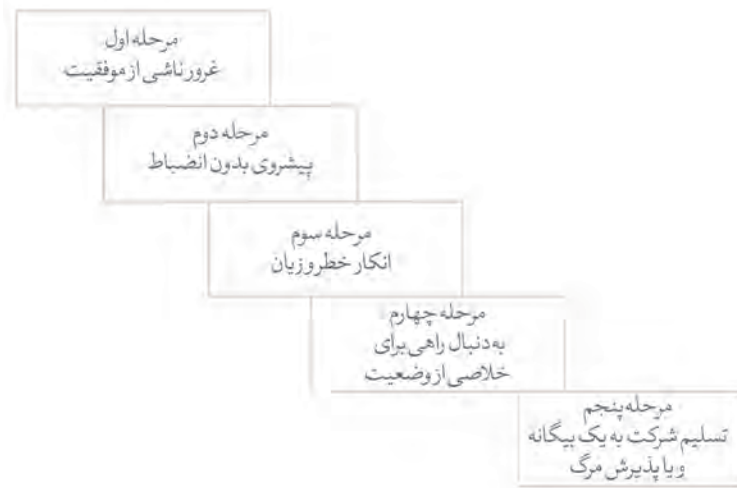 مرحله اول
غرور ناشی از موفقیت
مرحله دوم
پیشروی بدون انضباط
مرحله سوم
انکار خطر و زیان
مرحله چهارم
به دنبال راهی برای
خلاصی از وضعیت
مرحله پنجم
تسلیم شرکت به یک بیگانه
و یا پذیرش مرگ